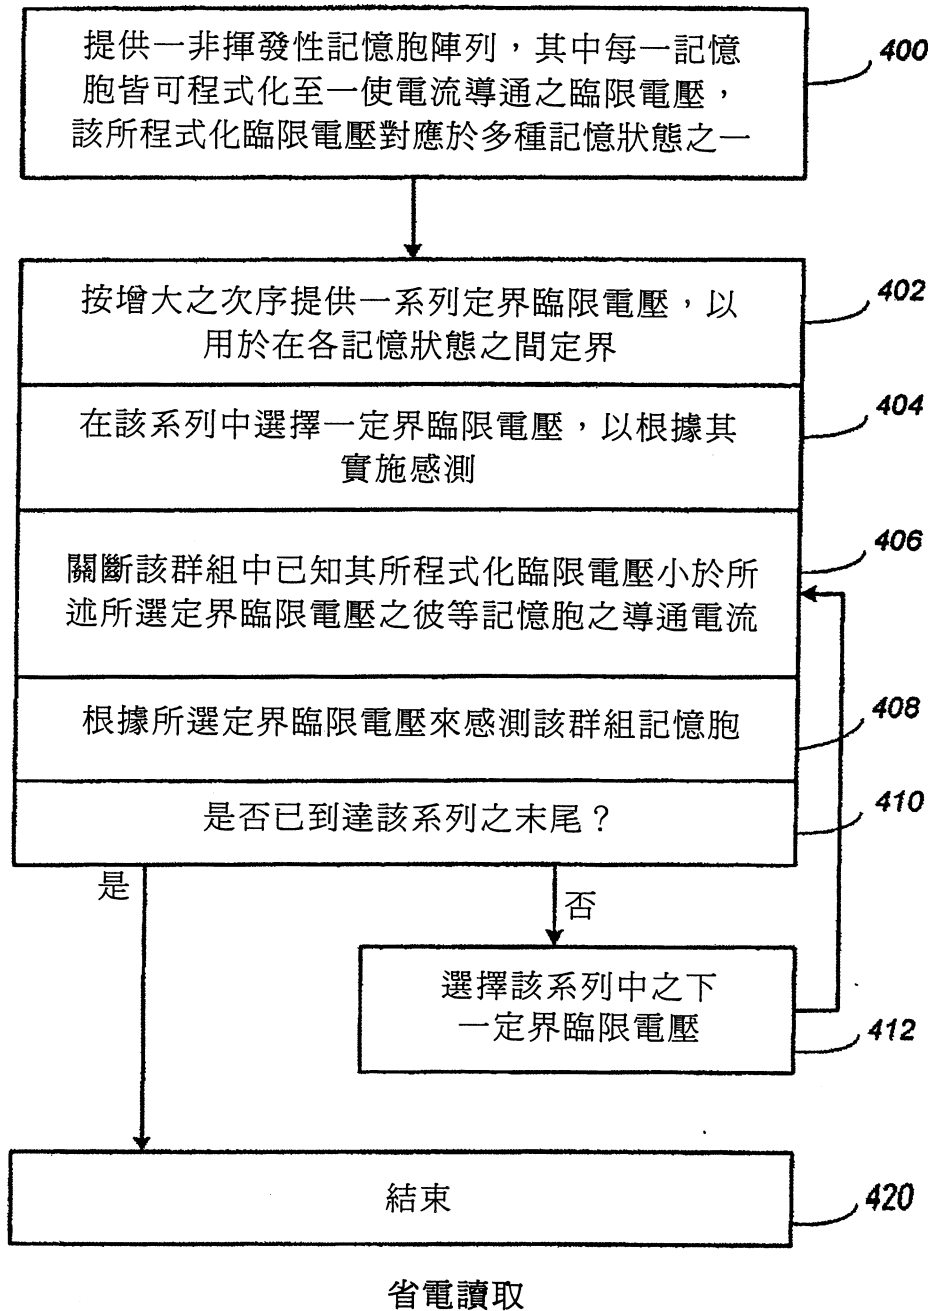 提供一非揮發性記憶胞陣列，其中每一記憶
胞皆可程式化至一使電流導通之臨限電壓，
該所程式化臨限電壓對應於多種記憶狀態之一
400
按增大之次序提供一系列定界臨限電壓，以
用於在各記憶狀態之間定界
402
在該系列中選擇一定界臨限電壓，以根據其
實施感測
404
關斷該群組中已知其所程式化臨限電壓小於所
述所選定界臨限電壓之彼等記憶胞之導通電流
406
根據所選定界臨限電壓來感測該群組記憶胞
408
是否已到達該系列之末尾？
410
是
否
選擇該系列中之下
一定界臨限電壓
412
結束
420
省電讀取